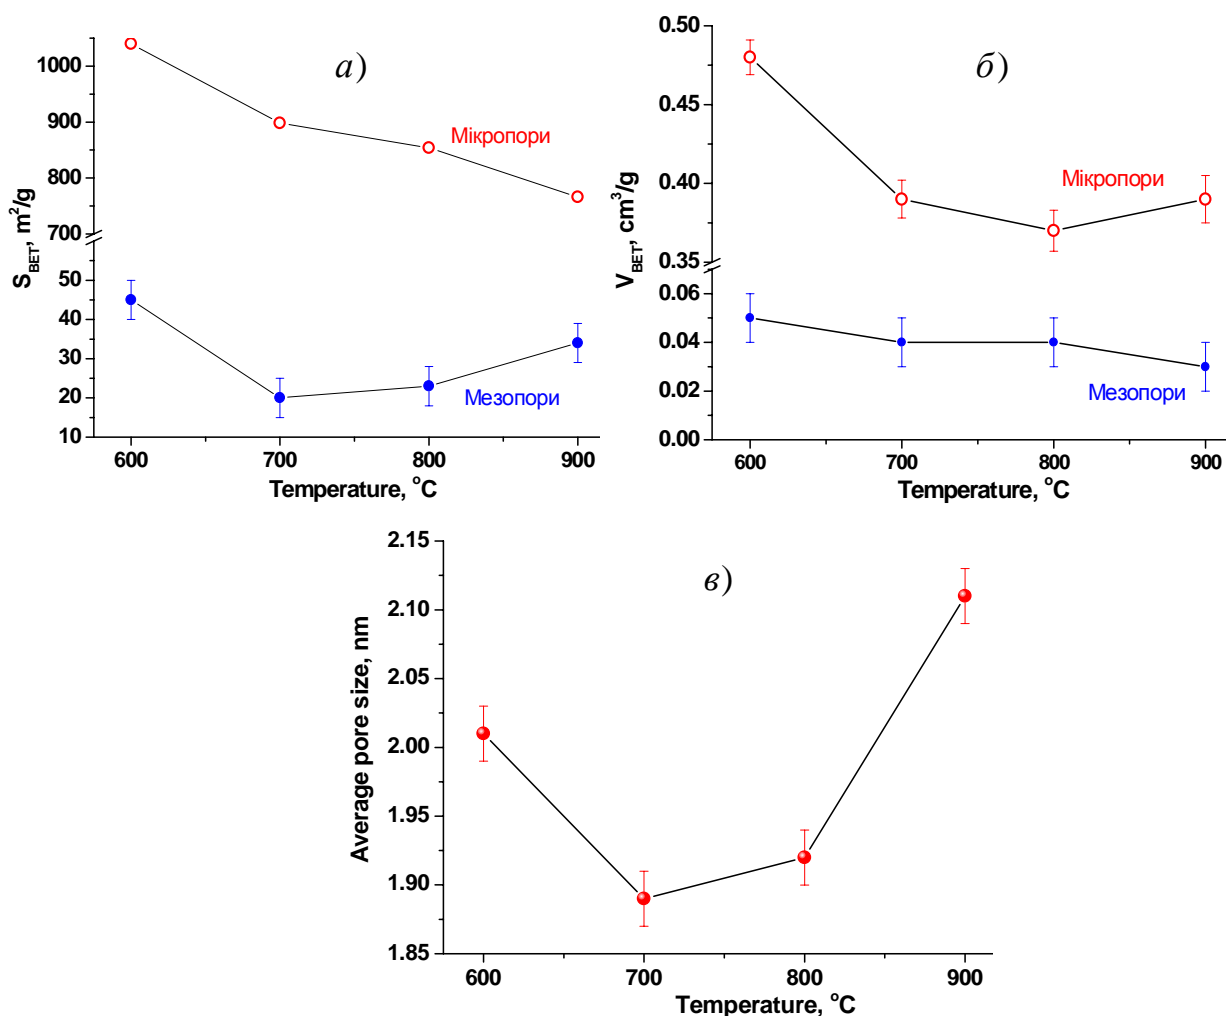 а)
S_BET, m²/g
1000
900
800
700
50
40
30
20
10
Мікропори
Мезопори
600 700 800 900
Temperature, °C
б)
V_BET, cm³/g
0.50
0.45
0.40
0.35
0.06
0.04
0.02
0.00
Мікропори
Мезопори
600 700 800 900
Temperature, °C
в)
Average pore size, nm
2.15
2.10
2.05
2.00
1.95
1.90
1.85
600 700 800 900
Temperature, °C